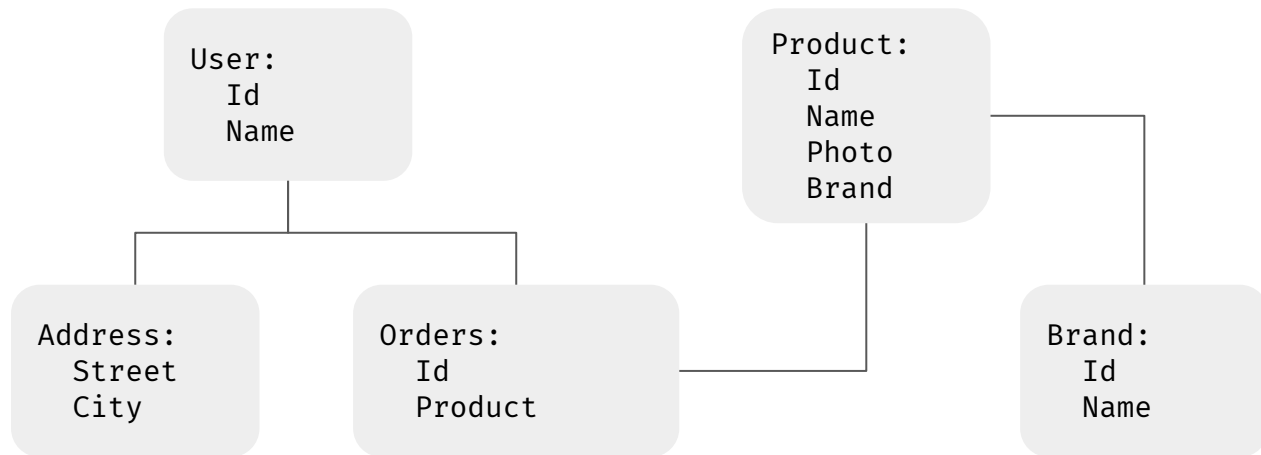 User:
Id
Name
Product:
Id
Name
Photo
Brand
Address:
Street
City
Orders:
Id
Product
Brand:
Id
Name